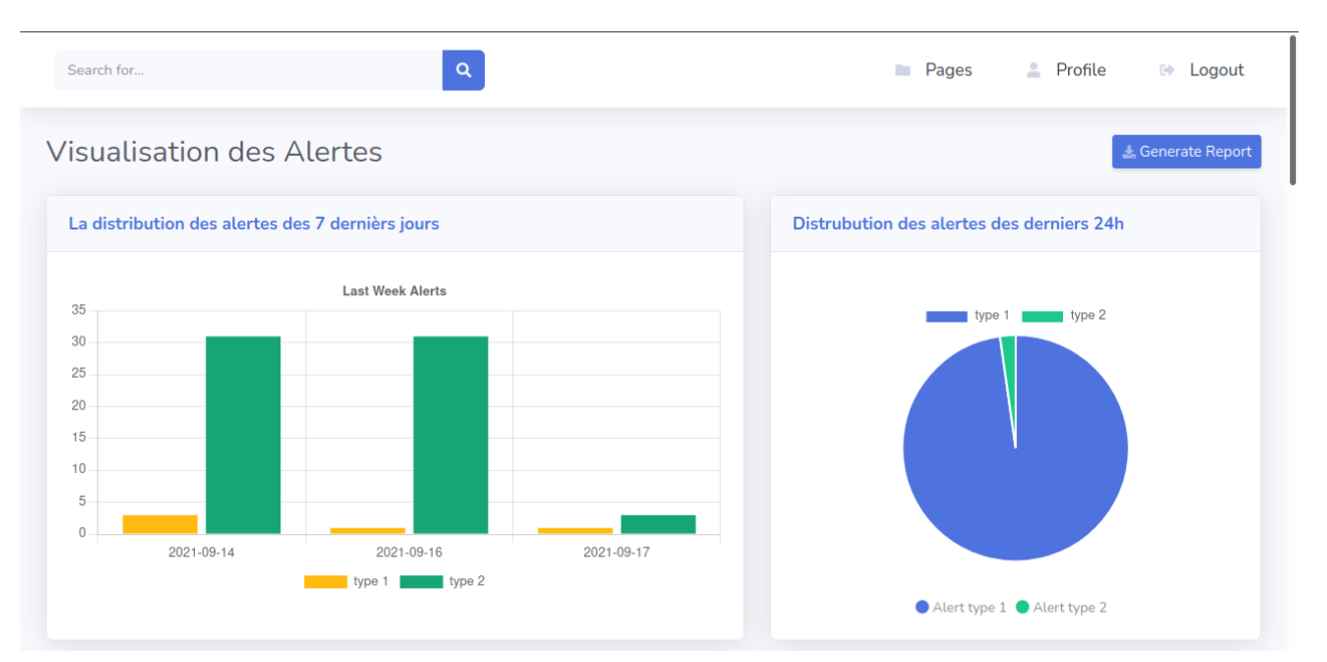 Search for...
Pages
Profile
Logout
Visualisation des Alertes
Generate Report
La distribution des alertes des 7 dernièrs jours
Last Week Alerts
35
30
25
20
15
10
5
0
2021-09-14
2021-09-16
2021-09-17
type 1
type 2
Distrubution des alertes des derniers 24h
type 1
type 2
Alert type 1
Alert type 2